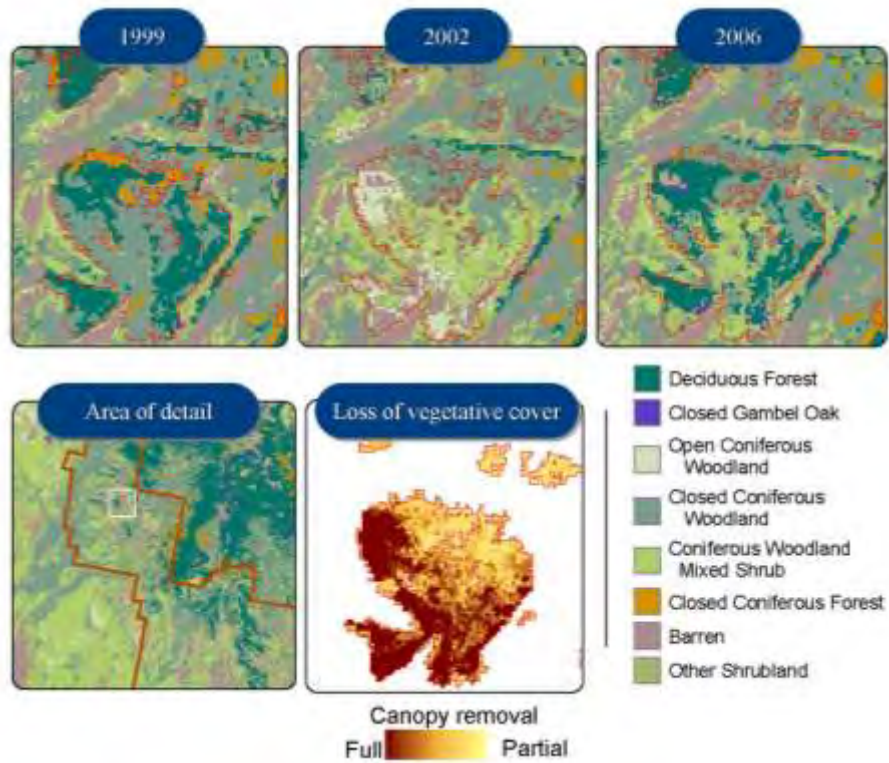 1999
2002
2006
Area of detail
Loss of vegetative cover
Deciduous Forest
Closed Gambel Oak
Open Coniferous
Woodland
Closed Coniferous
Woodland
Coniferous Woodland
Mixed Shrub
Closed Coniferous Forest
Barren
Other Shrubland
Canopy removal
Full
Partial